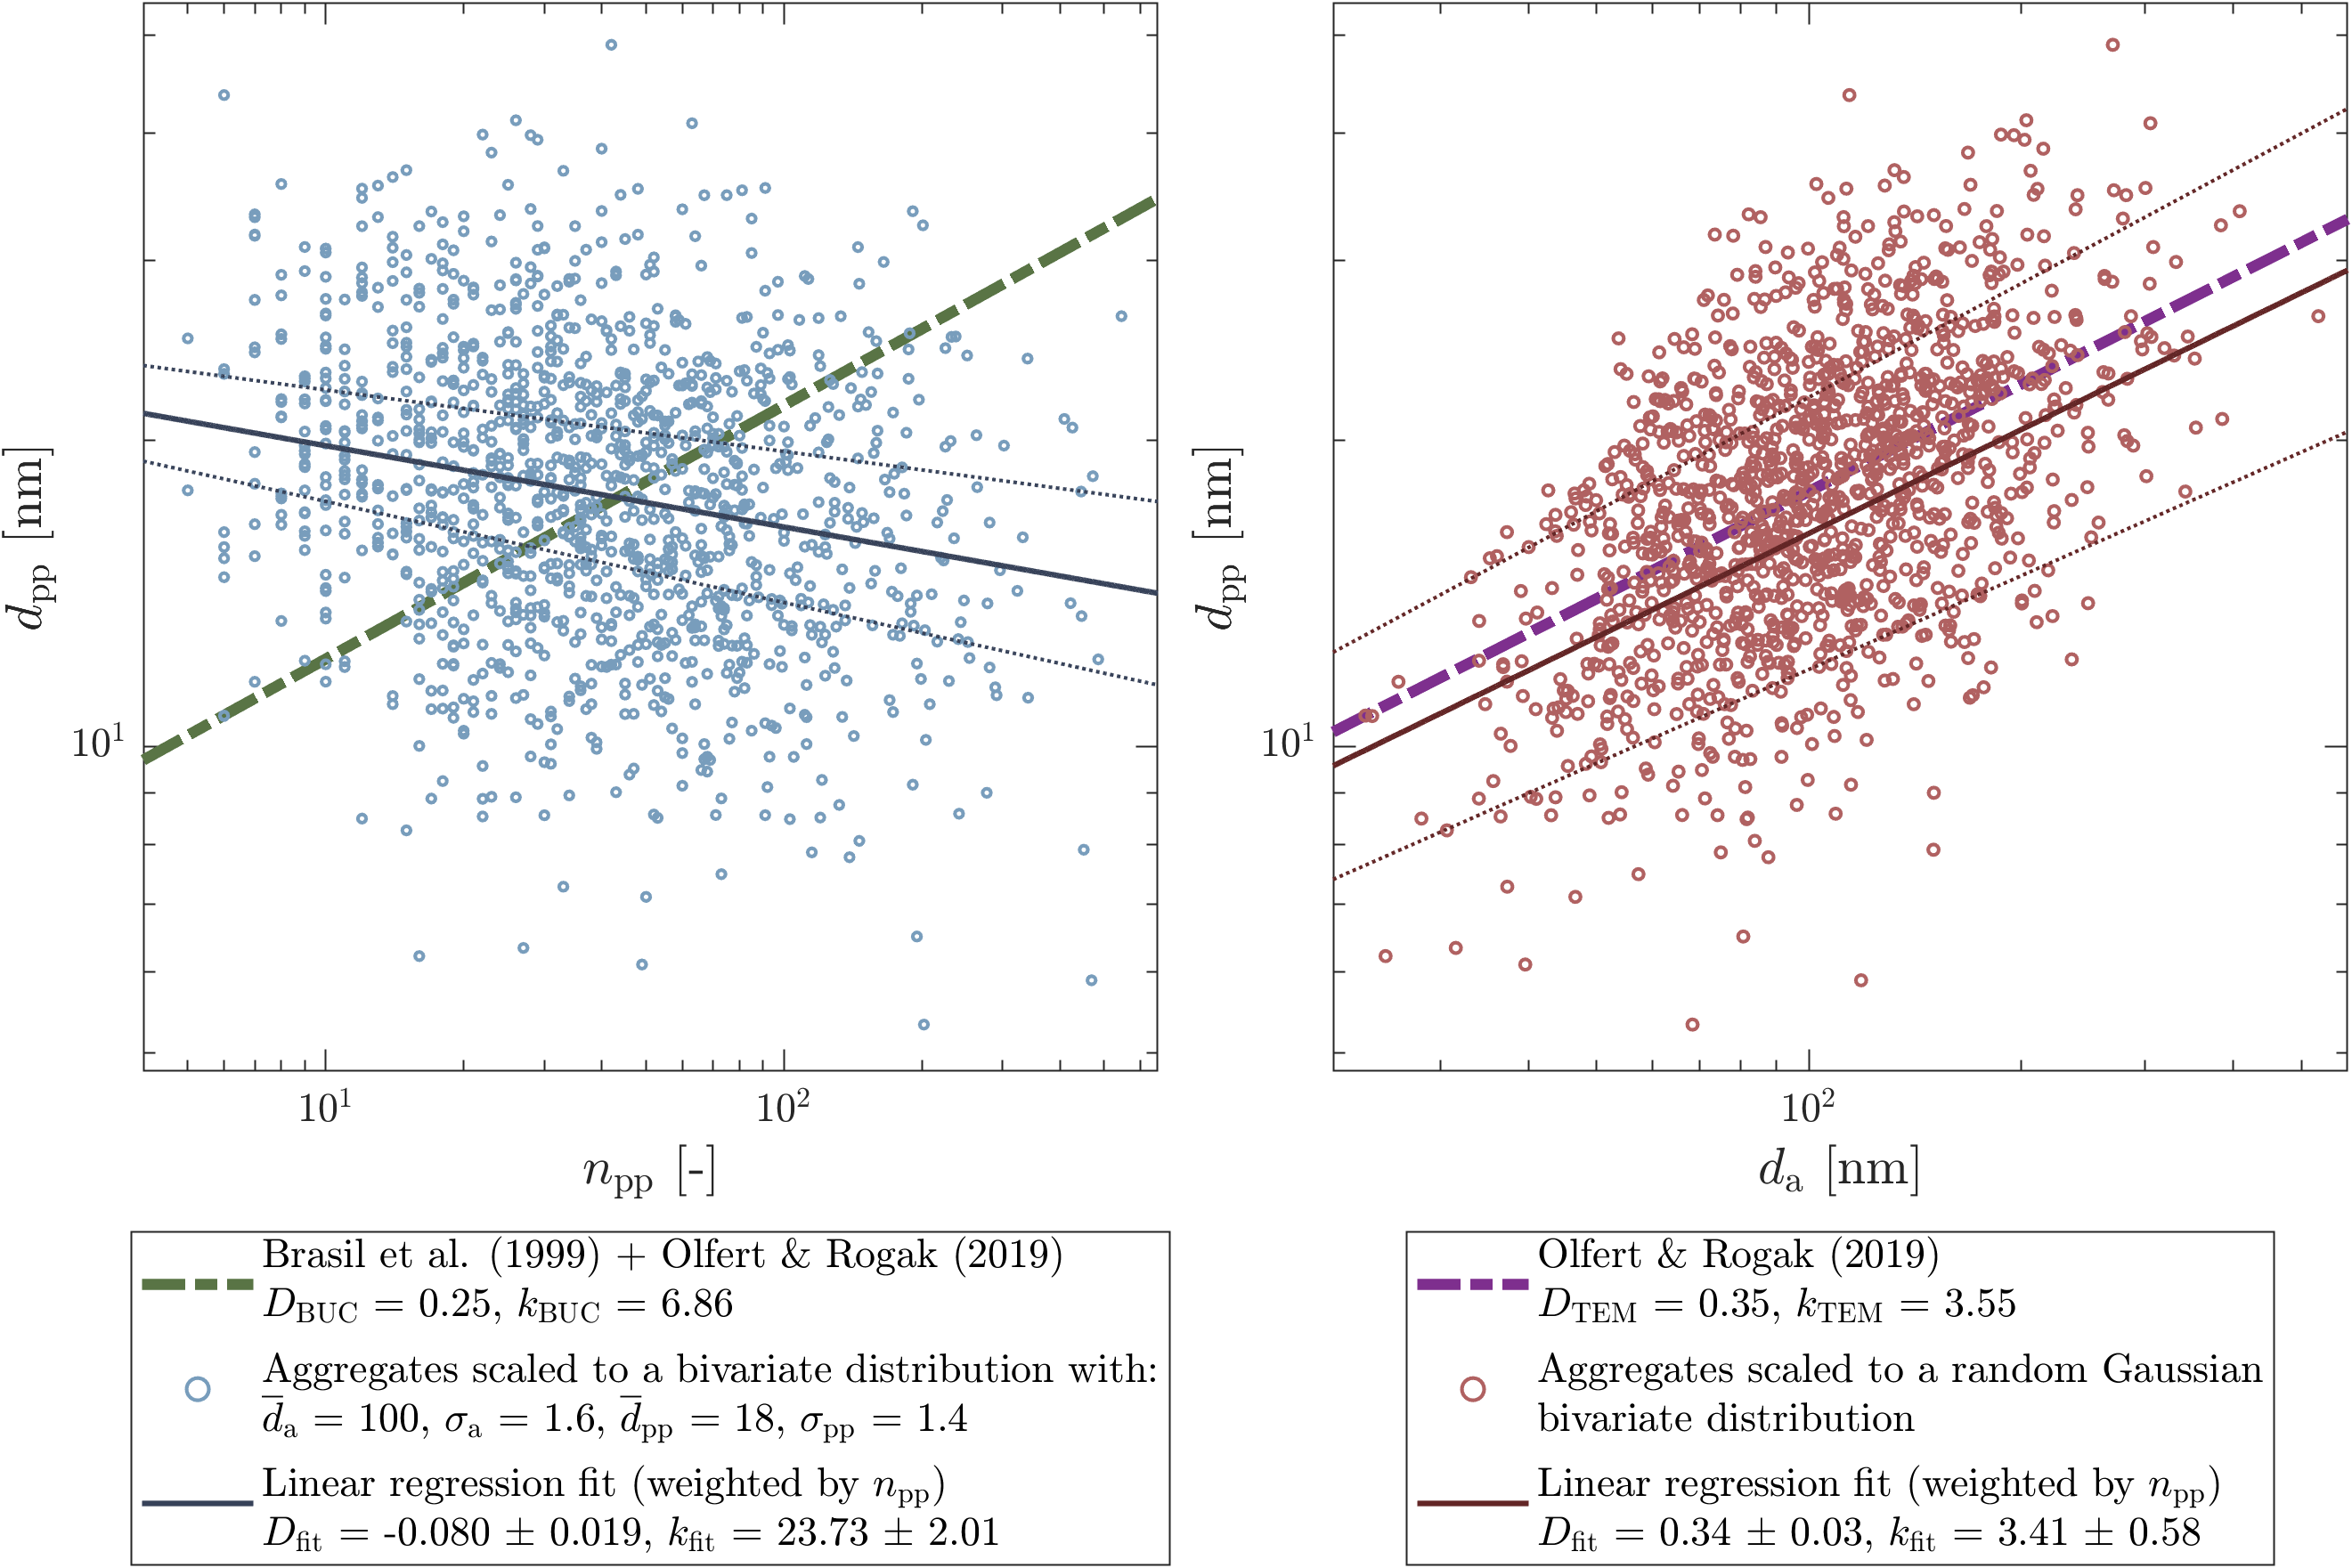 d_pp [nm]
10^1
10^1 10^2
n_pp [-]
d_pp [nm]
10^1
10^2
d_a [nm]
Brasil et al. (1999) + Olfert & Rogak (2019)
D_BUC = 0.25, k_BUC = 6.86
Aggregates scaled to a bivariate distribution with:
d̅_a = 100, σ_a = 1.6, d̅_pp = 18, σ_pp = 1.4
Linear regression fit (weighted by n_pp)
D_fit = -0.080 ± 0.019, k_fit = 23.73 ± 2.01
Olfert & Rogak (2019)
D_TEM = 0.35, k_TEM = 3.55
Aggregates scaled to a random Gaussian
bivariate distribution
Linear regression fit (weighted by n_pp)
D_fit = 0.34 ± 0.03, k_fit = 3.41 ± 0.58